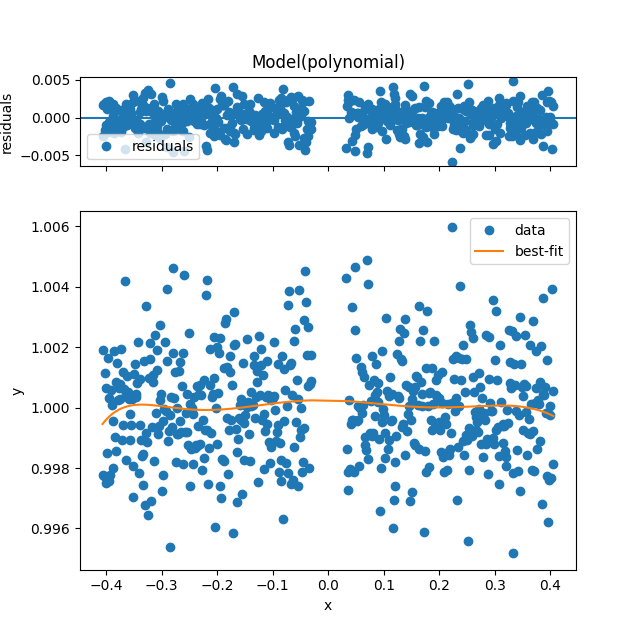 Model(polynomial)
0.005
0.000
−0.005
residuals
residuals
1.006
1.004
1.002
1.000
0.998
0.996
y
data
best-fit
−0.4 −0.3 −0.2 −0.1 0.0 0.1 0.2 0.3 0.4
x